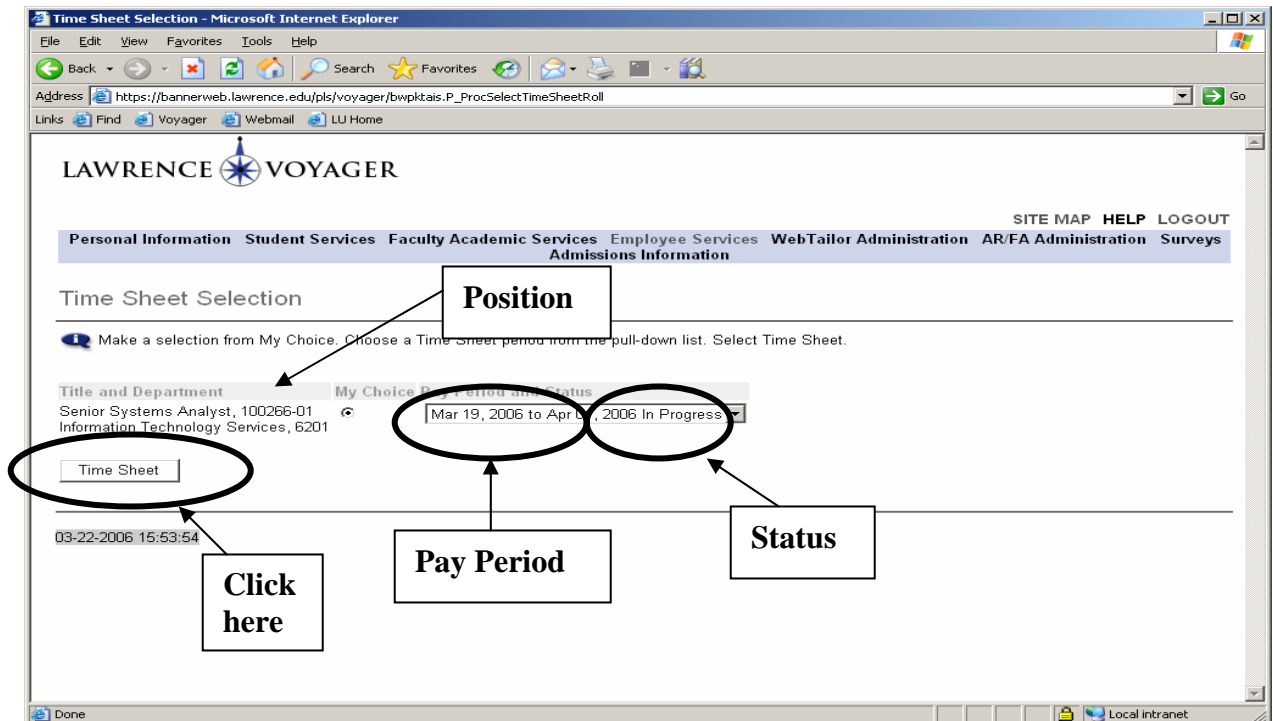 Time Sheet Selection - Microsoft Internet Explorer
File Edit View Favorites Tools Help
Back Search Favorites
Address https://bannerweb.lawrence.edu/pls/voyager/bwpktais.P_ProcSelectTimeSheetRoll Go
Links Find Voyager Webmail LU Home
LAWRENCE VOYAGER
SITE MAP HELP LOGOUT
Personal Information Student Services Faculty Academic Services Employee Services WebTailor Administration AR/FA Administration Surveys
Admissions Information
Position
Time Sheet Selection
Make a selection from My Choice. Choose a Time Sheet period from the pull-down list. Select Time Sheet.
Title and Department My Choice Pay Period and Status
Senior Systems Analyst, 100266-01
Information Technology Services, 6201
Mar 19, 2006 to Apr , 2006 In Progress
Time Sheet
Status
03-22-2006 15:53:54
Pay Period
Click
here
Done Local intranet